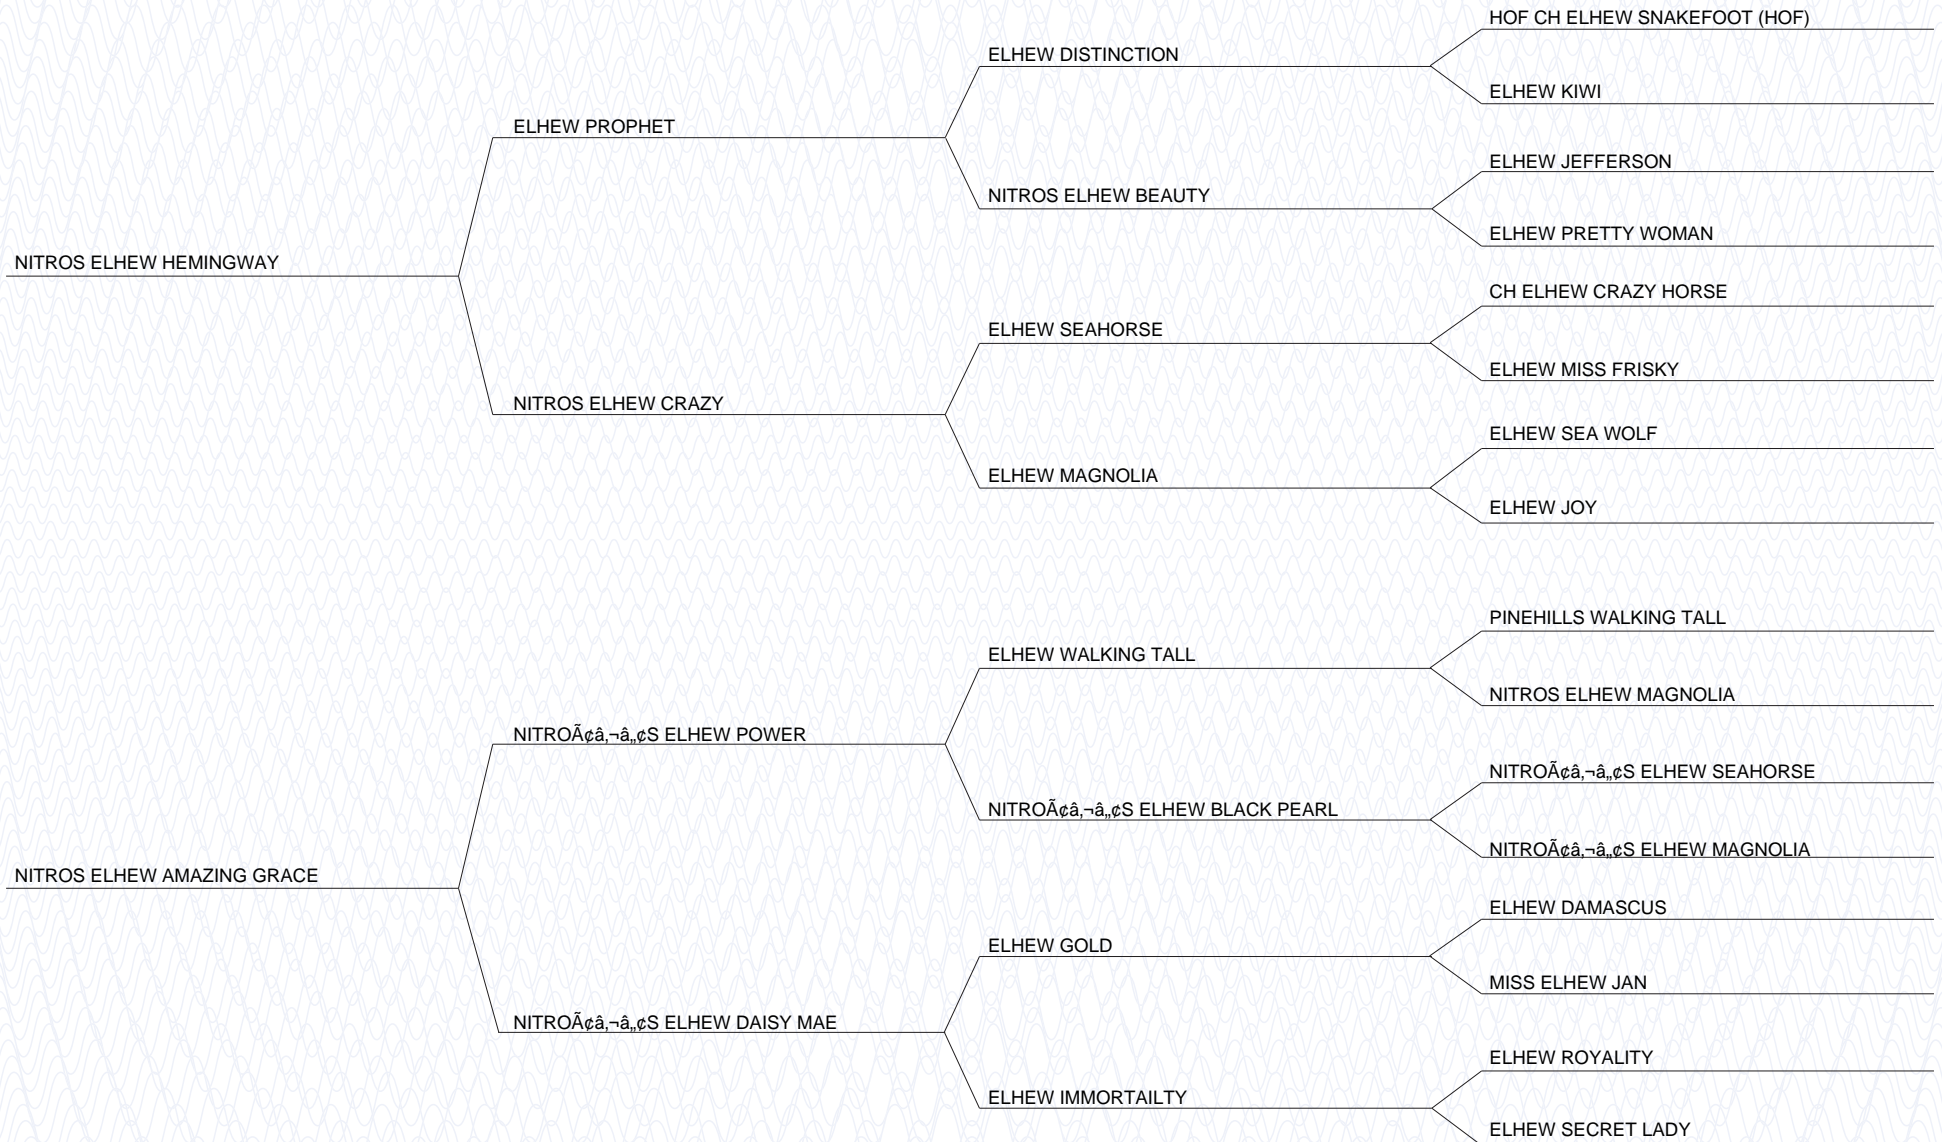 HOF CH ELHEW SNAKEFOOT (HOF)
ELHEW DISTINCTION
ELHEW KIWI
ELHEW PROPHET
ELHEW JEFFERSON
NITROS ELHEW BEAUTY
ELHEW PRETTY WOMAN
NITROS ELHEW HEMINGWAY
CH ELHEW CRAZY HORSE
ELHEW SEAHORSE
ELHEW MISS FRISKY
NITROS ELHEW CRAZY
ELHEW SEA WOLF
ELHEW MAGNOLIA
ELHEW JOY
PINEHILLS WALKING TALL
ELHEW WALKING TALL
NITROS ELHEW MAGNOLIA
NITROÃ¢â‚¬â„¢S ELHEW POWER
NITROÃ¢â‚¬â„¢S ELHEW SEAHORSE
NITROÃ¢â‚¬â„¢S ELHEW BLACK PEARL
NITROÃ¢â‚¬â„¢S ELHEW MAGNOLIA
NITROS ELHEW AMAZING GRACE
ELHEW DAMASCUS
ELHEW GOLD
MISS ELHEW JAN
NITROÃ¢â‚¬â„¢S ELHEW DAISY MAE
ELHEW ROYALITY
ELHEW IMMORTAILTY
ELHEW SECRET LADY